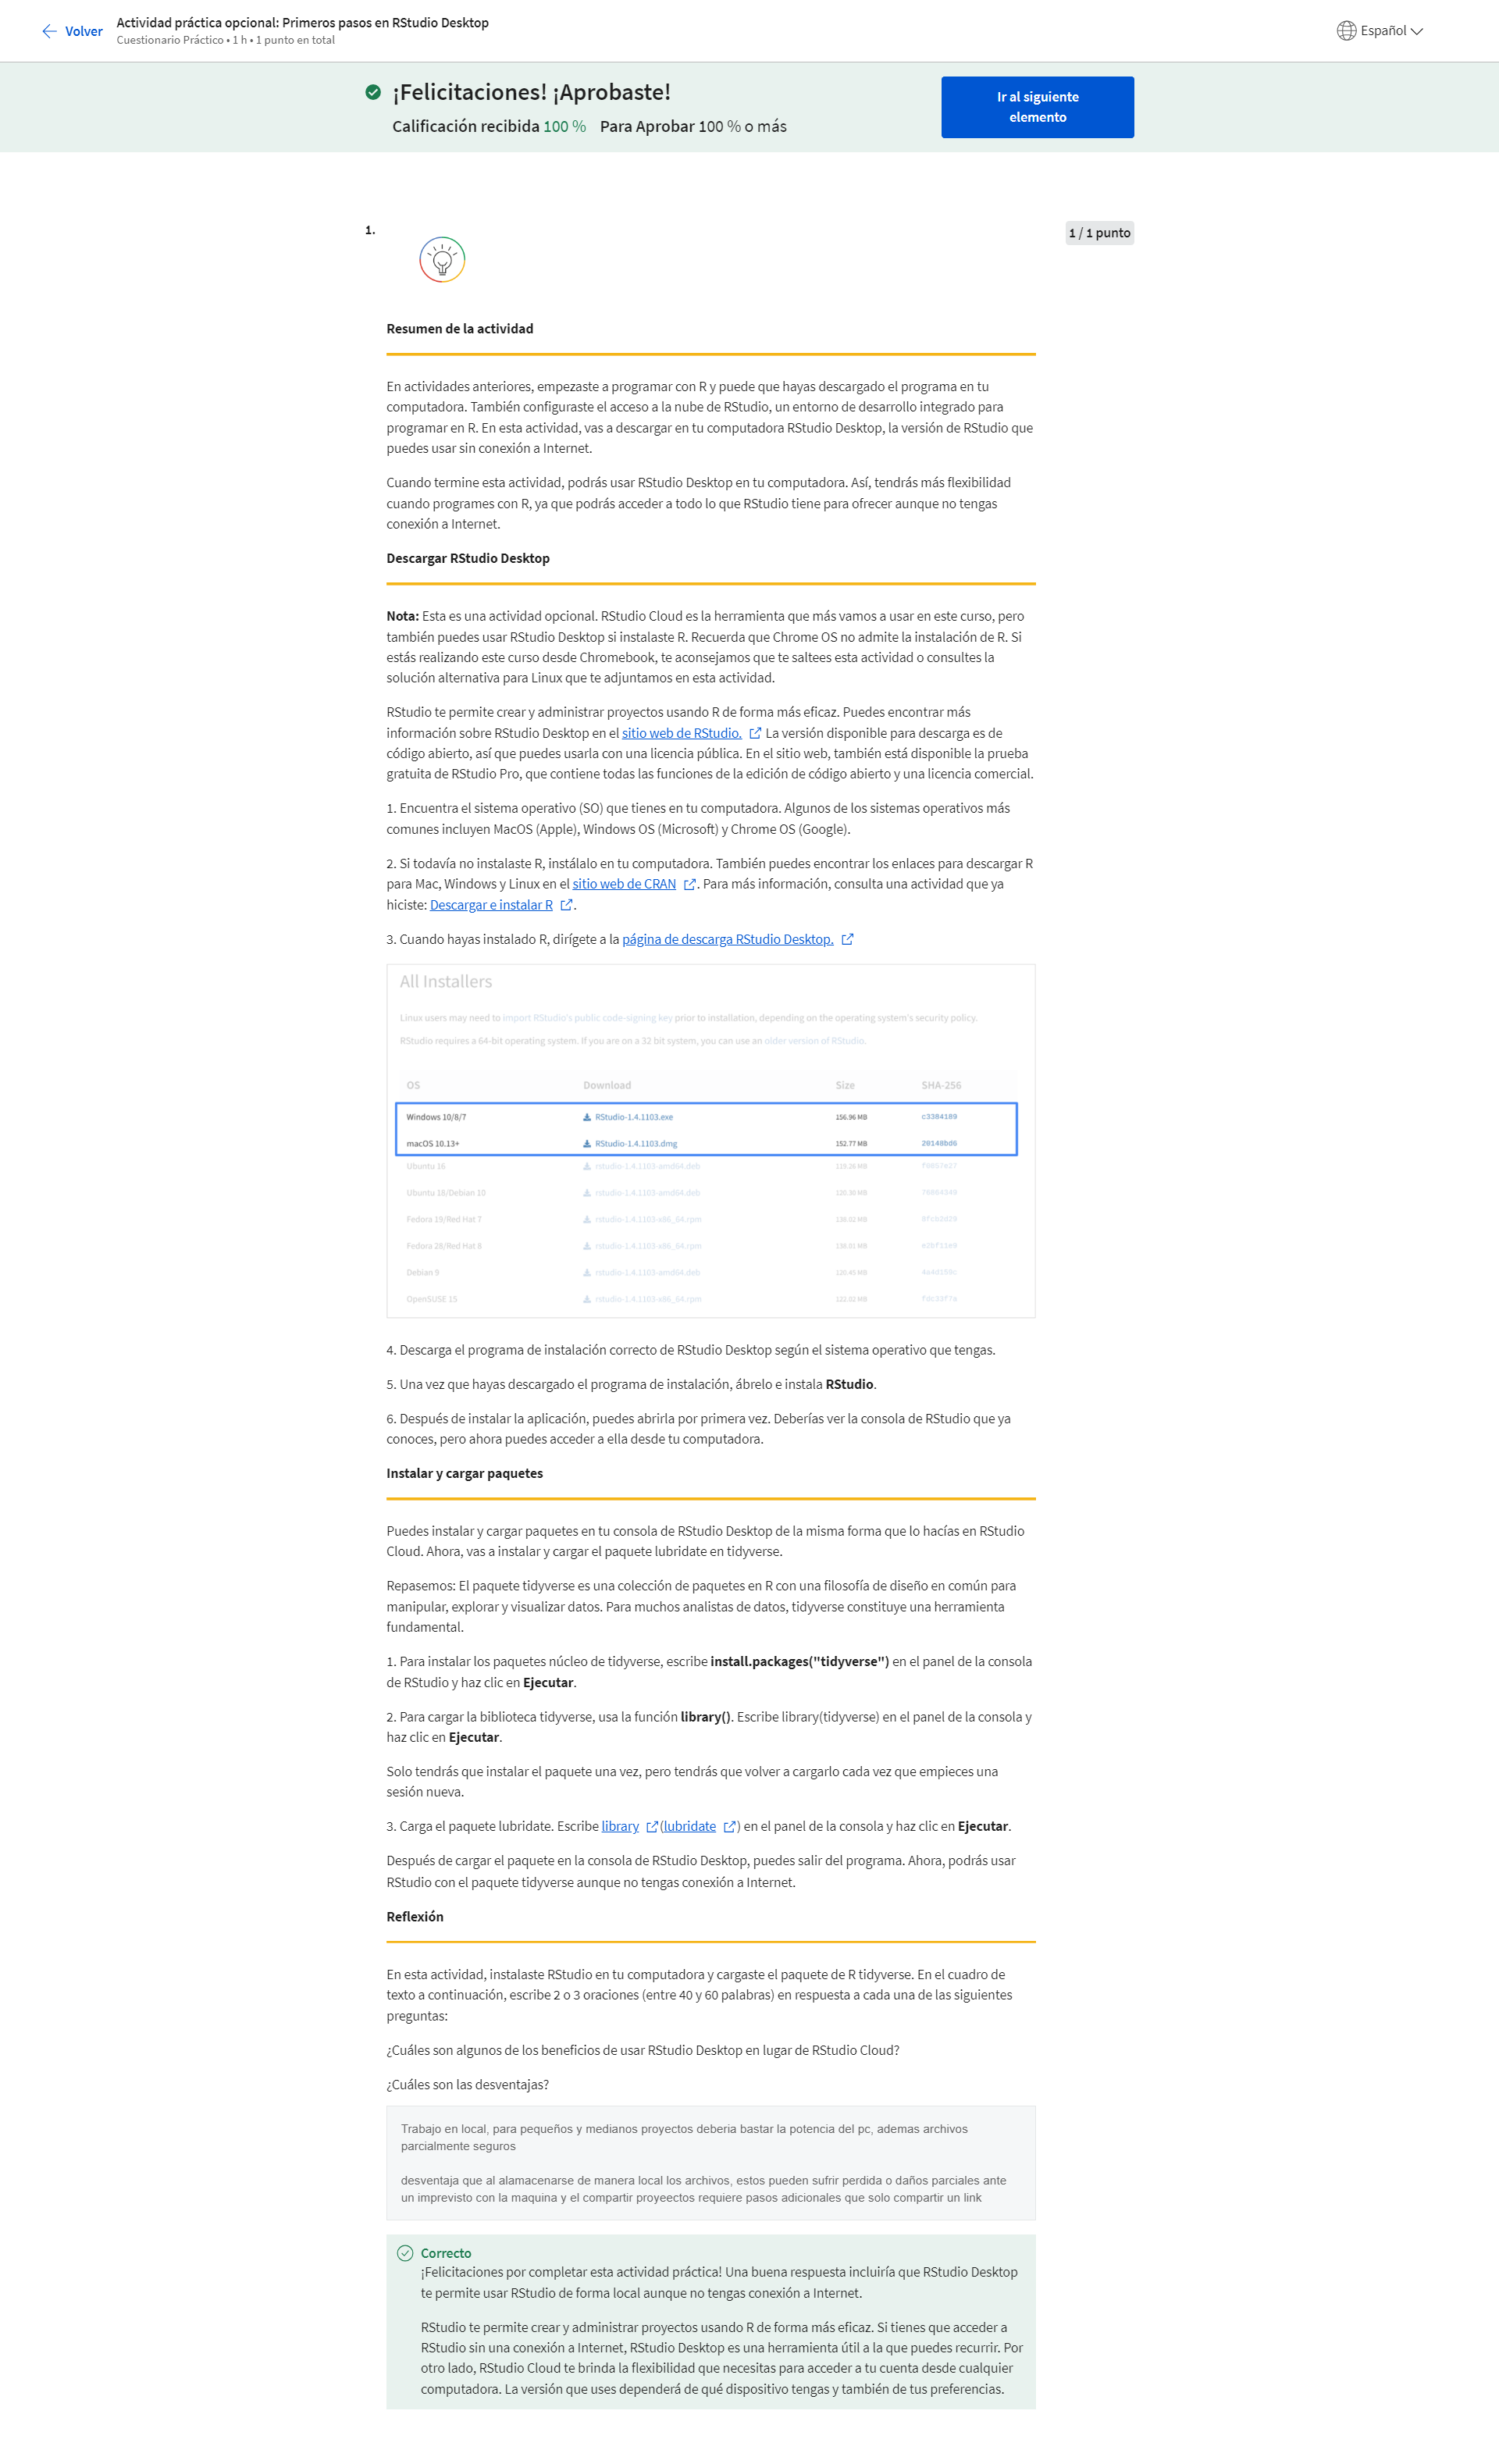 Volver
Actividad práctica opcional: Primeros pasos en RStudio Desktop
Cuestionario Práctico • 1 h • 1 punto en total
Español
¡Felicitaciones! ¡Aprobaste!
Calificación recibida 100 % Para Aprobar 100 % o más
Ir al siguiente
elemento
1.
1 / 1 punto
Resumen de la actividad
En actividades anteriores, empezaste a programar con R y puede que hayas descargado el programa en tu
computadora. También configuraste el acceso a la nube de RStudio, un entorno de desarrollo integrado para
programar en R. En esta actividad, vas a descargar en tu computadora RStudio Desktop, la versión de RStudio que
puedes usar sin conexión a Internet.
Cuando termine esta actividad, podrás usar RStudio Desktop en tu computadora. Así, tendrás más flexibilidad
cuando programes con R, ya que podrás acceder a todo lo que RStudio tiene para ofrecer aunque no tengas
conexión a Internet.
Descargar RStudio Desktop
Nota: Esta es una actividad opcional. RStudio Cloud es la herramienta que más vamos a usar en este curso, pero
también puedes usar RStudio Desktop si instalaste R. Recuerda que Chrome OS no admite la instalación de R. Si
estás realizando este curso desde Chromebook, te aconsejamos que te saltees esta actividad o consultes la
solución alternativa para Linux que te adjuntamos en esta actividad.
RStudio te permite crear y administrar proyectos usando R de forma más eficaz. Puedes encontrar más
información sobre RStudio Desktop en el sitio web de RStudio. La versión disponible para descarga es de
código abierto, así que puedes usarla con una licencia pública. En el sitio web, también está disponible la prueba
gratuita de RStudio Pro, que contiene todas las funciones de la edición de código abierto y una licencia comercial.
1. Encuentra el sistema operativo (SO) que tienes en tu computadora. Algunos de los sistemas operativos más
comunes incluyen MacOS (Apple), Windows OS (Microsoft) y Chrome OS (Google).
2. Si todavía no instalaste R, instálalo en tu computadora. También puedes encontrar los enlaces para descargar R
para Mac, Windows y Linux en el sitio web de CRAN. Para más información, consulta una actividad que ya
hiciste: Descargar e instalar R.
3. Cuando hayas instalado R, dirígete a la página de descarga RStudio Desktop.
All Installers
Linux users may need to import RStudio's public code-signing key prior to installation, depending on the operating system's security policy.
RStudio requires a 64-bit operating system. If you are on a 32 bit system, you can use an older version of RStudio.
OS Download Size SHA-256
Windows 10/8/7 RStudio-1.4.1103.exe 156.96 MB c3384189
macOS 10.13+ RStudio-1.4.1103.dmg 152.77 MB 20148bd6
Ubuntu 16 rstudio-1.4.1103-amd64.deb
Ubuntu 18/Debian 10 rstudio-1.4.1103-amd64.deb
Fedora 19/Red Hat 7 rstudio-1.4.1103-x86_64.rpm
Fedora 28/Red Hat 8 rstudio-1.4.1103-x86_64.rpm
Debian 9 rstudio-1.4.1103-amd64.deb 120.45 MB
OpenSUSE 15 rstudio-1.4.1103-x86_64.rpm
4. Descarga el programa de instalación correcto de RStudio Desktop según el sistema operativo que tengas.
5. Una vez que hayas descargado el programa de instalación, ábrelo e instala RStudio.
6. Después de instalar la aplicación, puedes abrirla por primera vez. Deberías ver la consola de RStudio que ya
conoces, pero ahora puedes acceder a ella desde tu computadora.
Instalar y cargar paquetes
Puedes instalar y cargar paquetes en tu consola de RStudio Desktop de la misma forma que lo hacías en RStudio
Cloud. Ahora, vas a instalar y cargar el paquete lubridate en tidyverse.
Repasemos: El paquete tidyverse es una colección de paquetes en R con una filosofía de diseño en común para
manipular, explorar y visualizar datos. Para muchos analistas de datos, tidyverse constituye una herramienta
fundamental.
1. Para instalar los paquetes núcleo de tidyverse, escribe install.packages("tidyverse") en el panel de la consola
de RStudio y haz clic en Ejecutar.
2. Para cargar la biblioteca tidyverse, usa la función library(). Escribe library(tidyverse) en el panel de la consola y
haz clic en Ejecutar.
Solo tendrás que instalar el paquete una vez, pero tendrás que volver a cargarlo cada vez que empieces una
sesión nueva.
3. Carga el paquete lubridate. Escribe library (lubridate ) en el panel de la consola y haz clic en Ejecutar.
Después de cargar el paquete en la consola de RStudio Desktop, puedes salir del programa. Ahora, podrás usar
RStudio con el paquete tidyverse aunque no tengas conexión a Internet.
Reflexión
En esta actividad, instalaste RStudio en tu computadora y cargaste el paquete de R tidyverse. En el cuadro de
texto a continuación, escribe 2 o 3 oraciones (entre 40 y 60 palabras) en respuesta a cada una de las siguientes
preguntas:
¿Cuáles son algunos de los beneficios de usar RStudio Desktop en lugar de RStudio Cloud?
¿Cuáles son las desventajas?
Trabajo en local, para pequeños y medianos proyectos deberia bastar la potencia del pc, ademas archivos
parcialmente seguros
desventaja que al alamacenarse de manera local los archivos, estos pueden sufrir perdida o daños parciales ante
un imprevisto con la maquina y el compartir proyeectos requiere pasos adicionales que solo compartir un link
Correcto
¡Felicitaciones por completar esta actividad práctica! Una buena respuesta incluiría que RStudio Desktop
te permite usar RStudio de forma local aunque no tengas conexión a Internet.
RStudio te permite crear y administrar proyectos usando R de forma más eficaz. Si tienes que acceder a
RStudio sin una conexión a Internet, RStudio Desktop es una herramienta útil a la que puedes recurrir. Por
otro lado, RStudio Cloud te brinda la flexibilidad que necesitas para acceder a tu cuenta desde cualquier
computadora. La versión que uses dependerá de qué dispositivo tengas y también de tus preferencias.